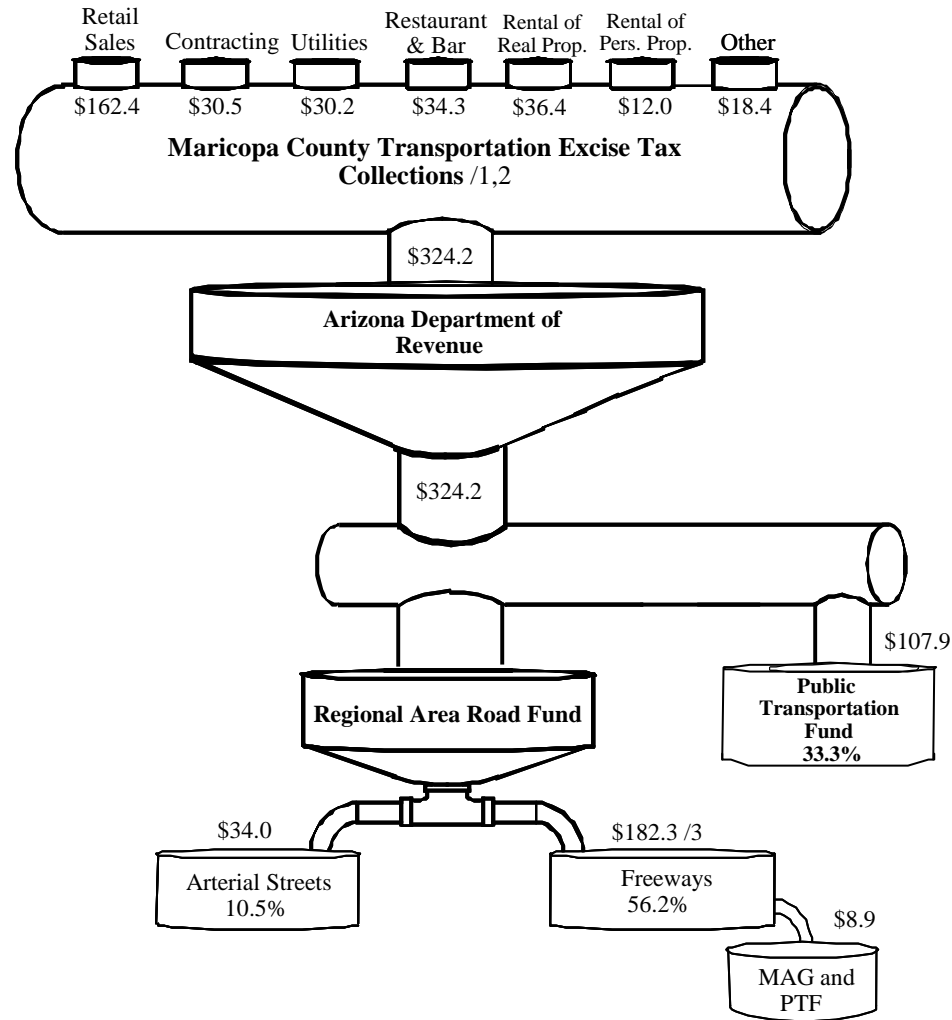 Retail
Sales
Contracting
Utilities
Restaurant
& Bar
Rental of
Real Prop.
Rental of
Pers. Prop.
Other
$162.4
$30.5
$30.2
$34.3
$36.4
$12.0
$18.4
Maricopa County Transportation Excise Tax
Collections /1,2
$324.2
Arizona Department of
Revenue
$324.2
$107.9
Public
Transportation
Fund
33.3%
Regional Area Road Fund
$34.0
$182.3 /3
Arterial Streets
10.5%
Freeways
56.2%
$8.9
MAG and
PTF